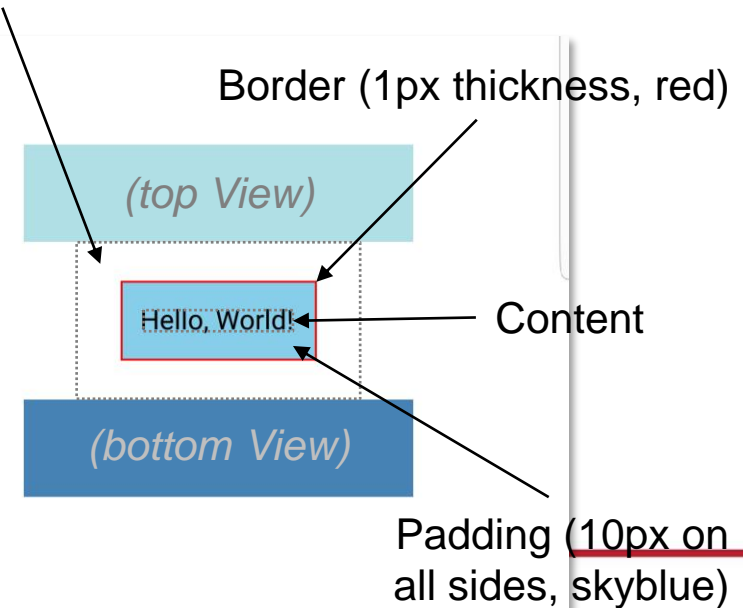 Border (1px thickness, red)
(top View)
Hello, World!
Content
(bottom View)
Padding (10px on
all sides, skyblue)